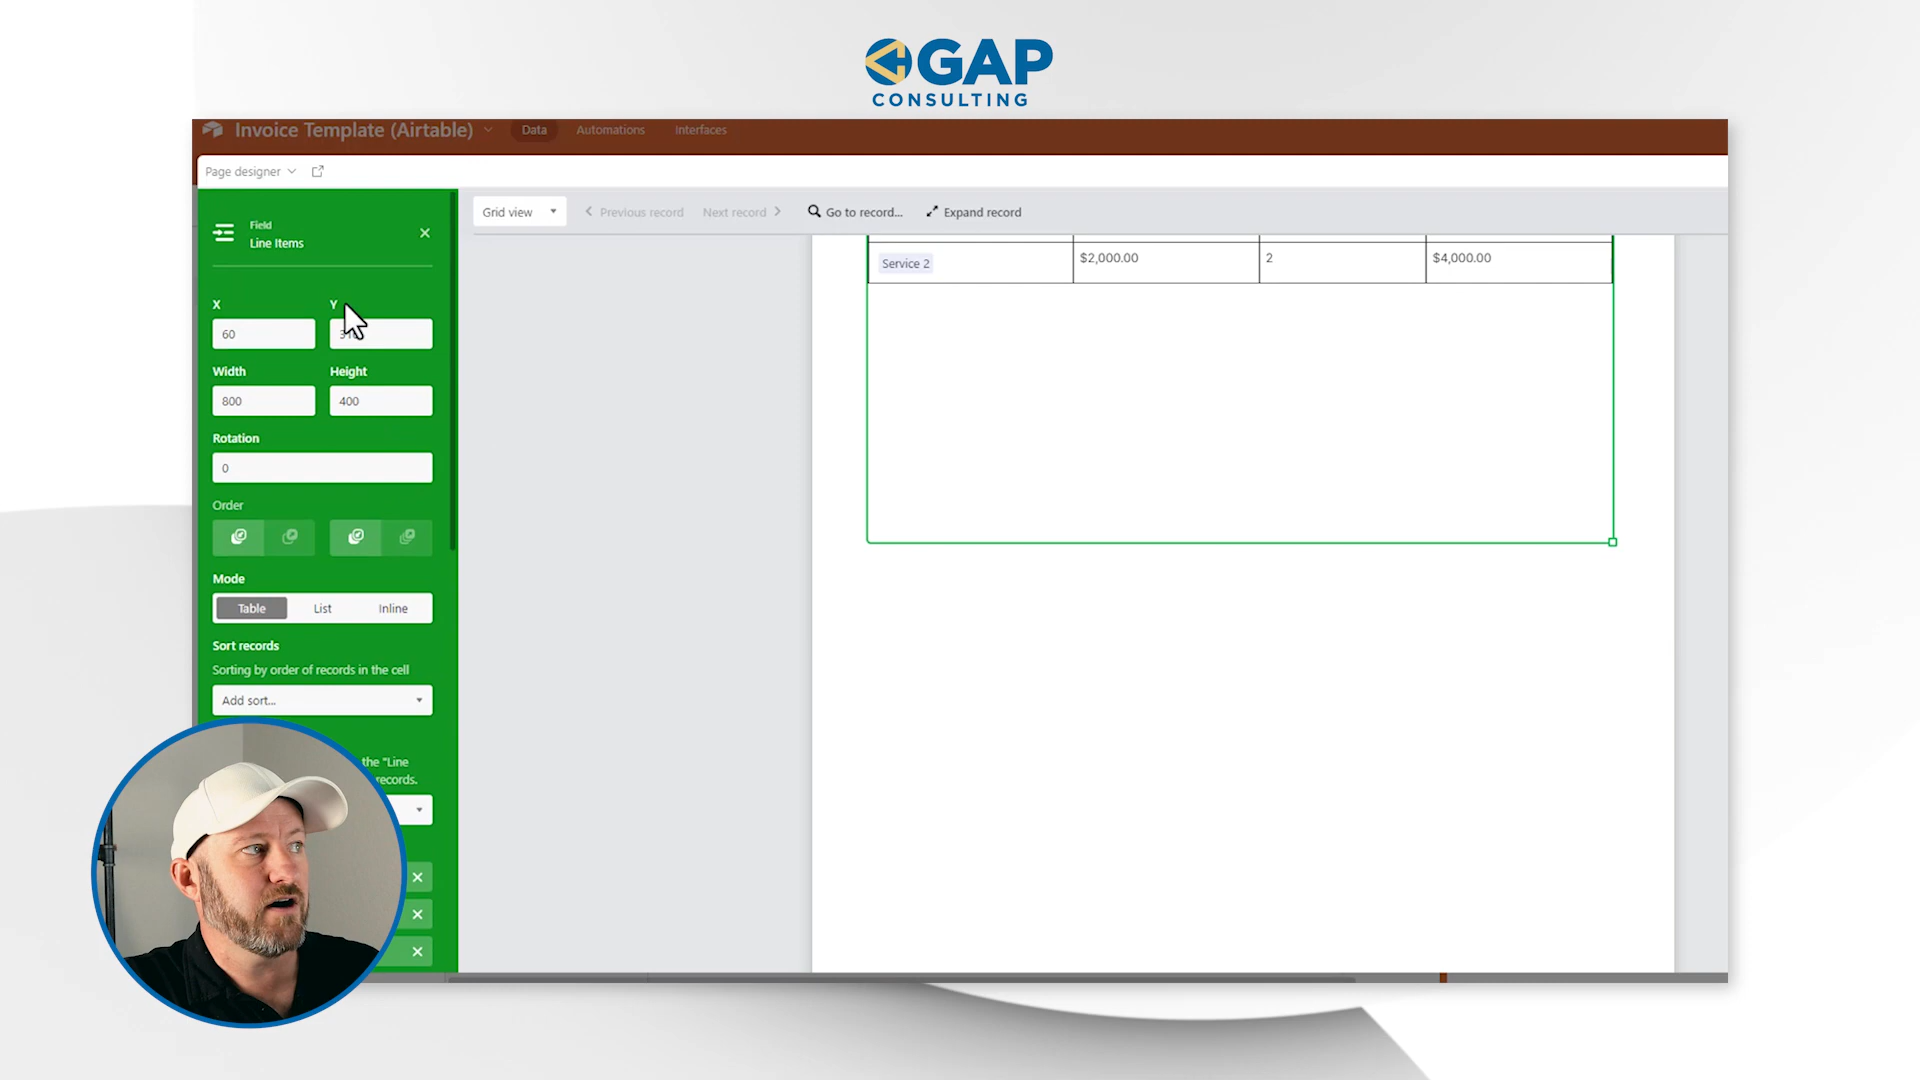 GAP
CONSULTING
Invoice Template (Airtable)
Data
Automations
Interfaces
Page designer
Field
Line Items
Grid view
Previous record
Next record
Go to record...
Expand record
Service 2
$2,000.00
2
$4,000.00
X
Y
60
Width
Height
800
400
Rotation
0
Order
Mode
Table
List
Inline
Sort records
Sorting by order of records in the cell
Add sort...
the "Line
records.